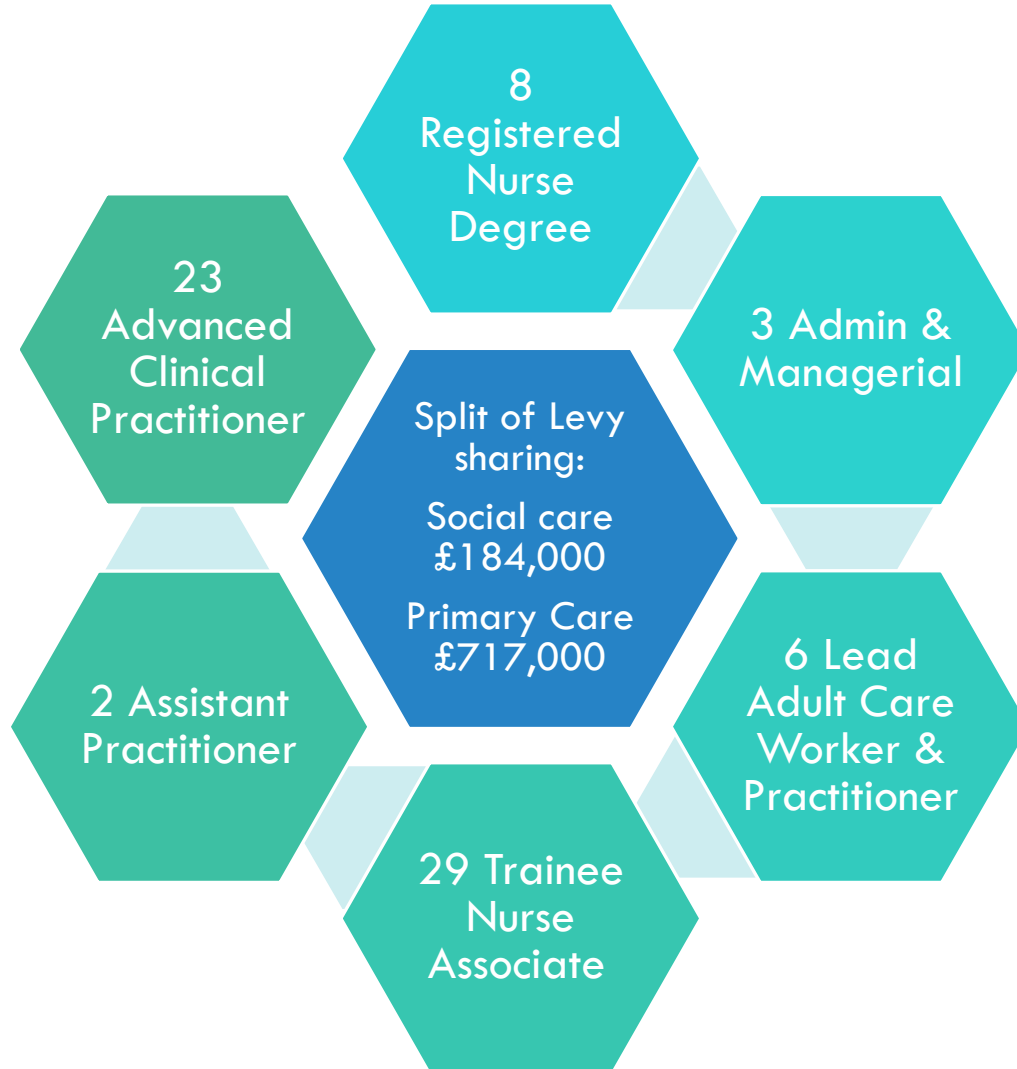 8
Registered
Nurse
Degree
23
Advanced
Clinical
Practitioner
3 Admin &
Managerial
Split of Levy
sharing:
Social care
£184,000
Primary Care
£717,000
2 Assistant
Practitioner
6 Lead
Adult Care
Worker &
Practitioner
29 Trainee
Nurse
Associate